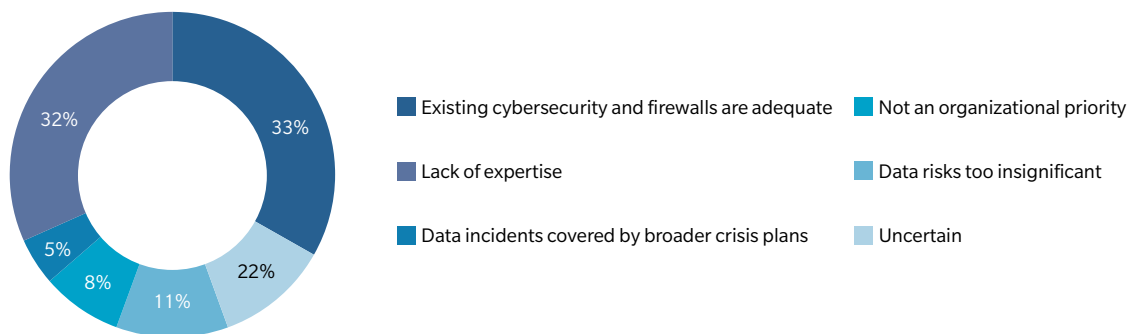 32%
33%
5%
8%
11%
22%
Existing cybersecurity and firewalls are adequate
Not an organizational priority
Lack of expertise
Data risks too insignificant
Data incidents covered by broader crisis plans
Uncertain